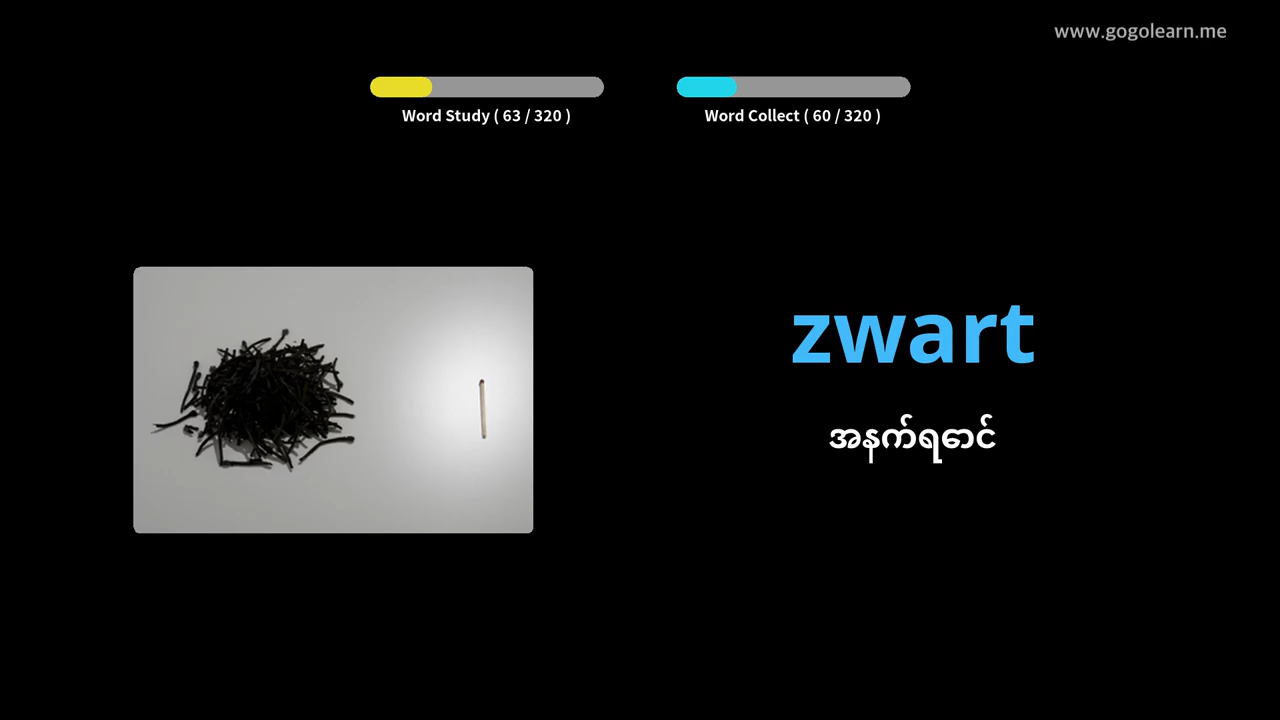 www.gogolearn.me
Word Study ( 63 / 320 )
Word Collect ( 60 / 320 )
zwart
အနက်ရောင်